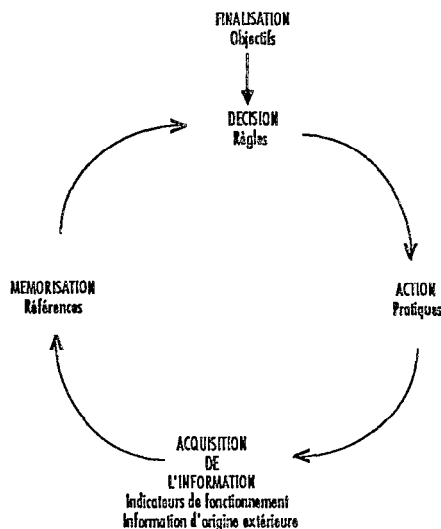 FINALISATION
Objectifs
DECISION
Règles
MEMORISATION
Références
ACTION
Pratiques
ACQUISITION
DE
L'INFORMATION
Indicateurs de fonctionnement
Information d'origine extérieure